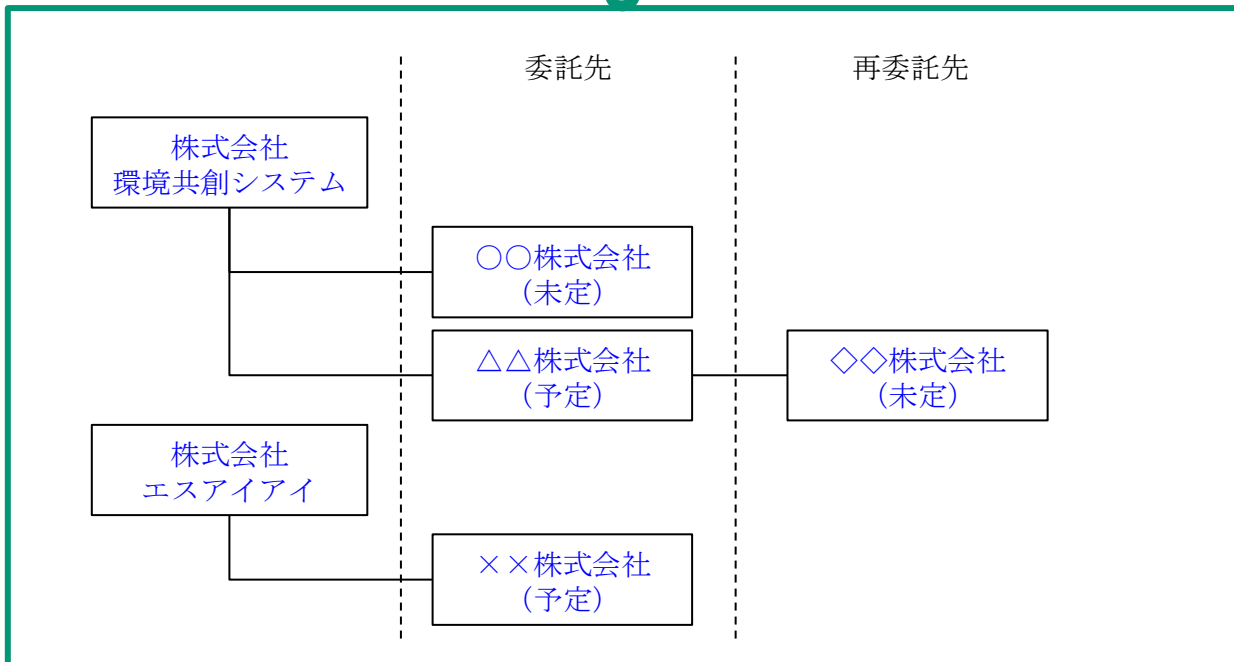 委託先
再委託先
株式会社
環境共創システム
○○株式会社
(未定)
△△株式会社
(予定)
◇◇株式会社
(未定)
株式会社
エスアイアイ
××株式会社
(予定)